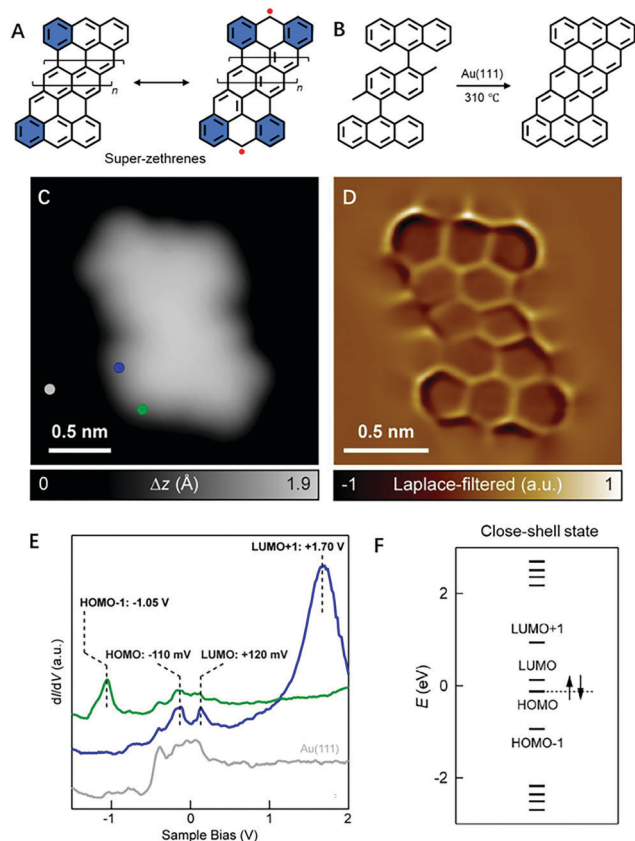 A
B
n
n
Au(111)
310 °C
Super-zethrenes
C
D
0.5 nm
0.5 nm
0 Δz (Å) 1.9
-1 Laplace-filtered (a.u.) 1
E
F
Close-shell state
LUMO+1: +1.70 V
HOMO-1: -1.05 V
HOMO: -110 mV
LUMO: +120 mV
Au(111)
dI/dV (a.u.)
-1 0 1 2
Sample Bias (V)
E (eV)
2
0
-2
LUMO+1
LUMO
HOMO
HOMO-1